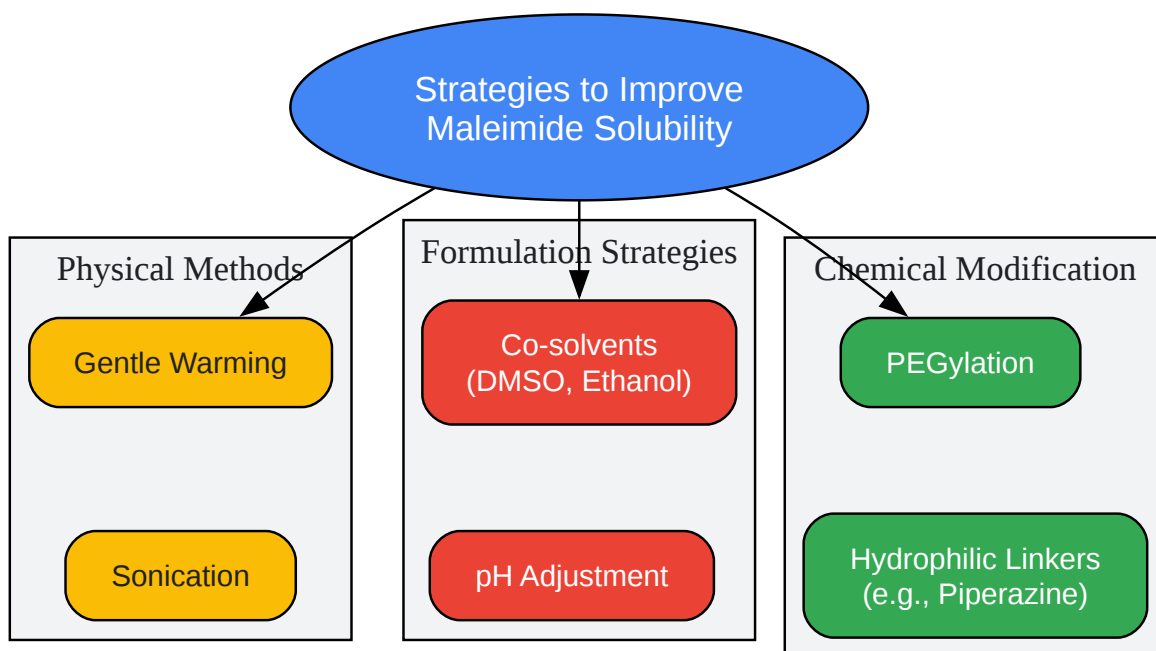 Strategies to Improve
Maleimide Solubility
Physical Methods
Gentle Warming
Sonication
Formulation Strategies
Co-solvents
(DMSO, Ethanol)
pH Adjustment
Chemical Modification
PEGylation
Hydrophilic Linkers
(e.g., Piperazine)